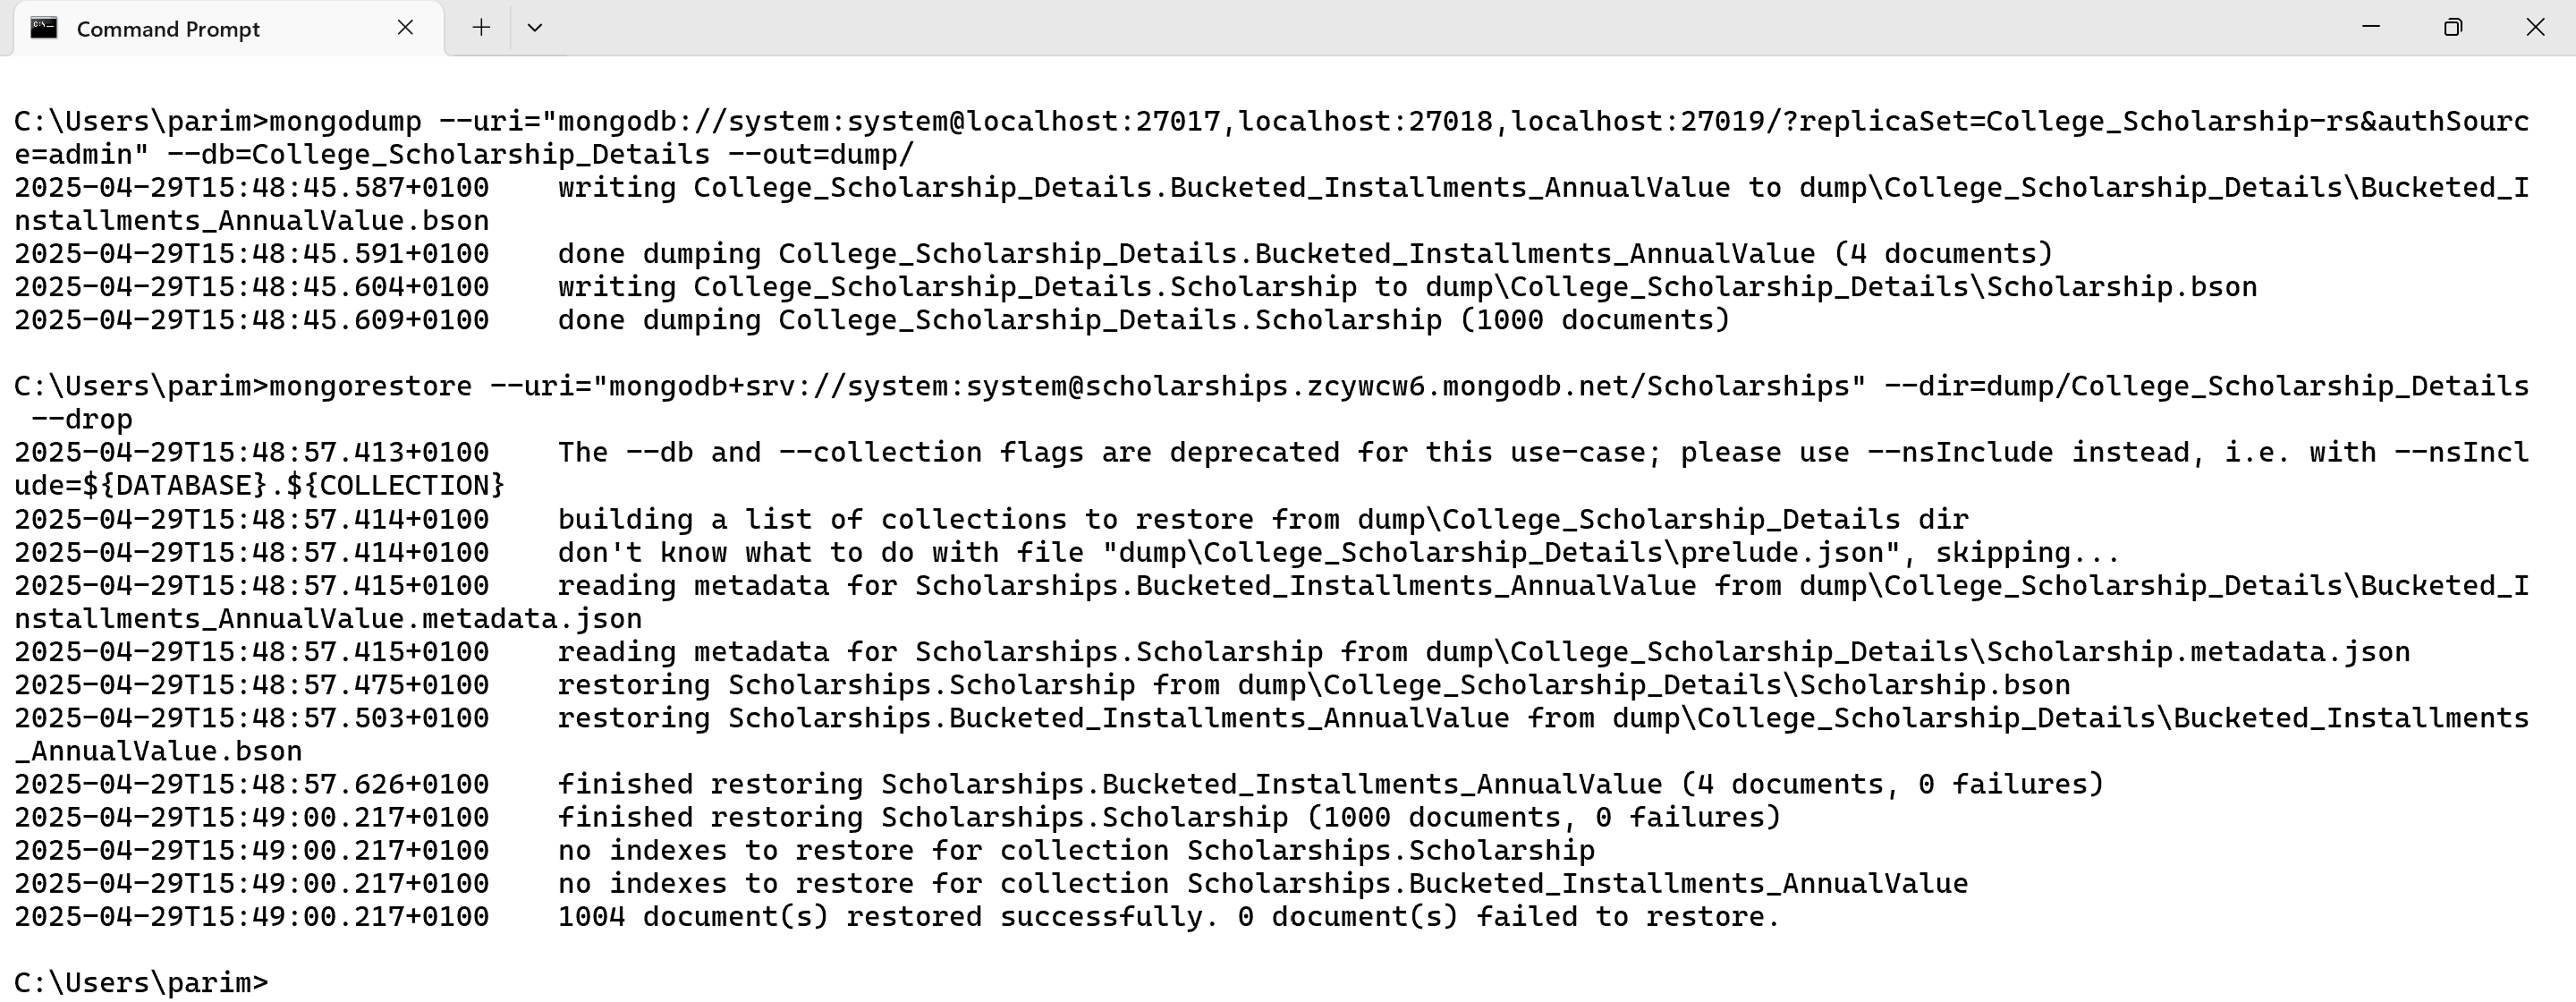 Command Prompt
C:\Users\parim>mongodump --uri="mongodb://system:system@localhost:27017,localhost:27018,localhost:27019/?replicaSet=College_Scholarship-rs&authSourc
e=admin" --db=College_Scholarship_Details --out=dump/
2025-04-29T15:48:45.587+0100    writing College_Scholarship_Details.Bucketed_Installments_AnnualValue to dump\College_Scholarship_Details\Bucketed_I
nstallments_AnnualValue.bson
2025-04-29T15:48:45.591+0100    done dumping College_Scholarship_Details.Bucketed_Installments_AnnualValue (4 documents)
2025-04-29T15:48:45.604+0100    writing College_Scholarship_Details.Scholarship to dump\College_Scholarship_Details\Scholarship.bson
2025-04-29T15:48:45.609+0100    done dumping College_Scholarship_Details.Scholarship (1000 documents)
C:\Users\parim>mongorestore --uri="mongodb+srv://system:system@scholarships.zcywcw6.mongodb.net/Scholarships" --dir=dump/College_Scholarship_Details
 --drop
2025-04-29T15:48:57.413+0100    The --db and --collection flags are deprecated for this use-case; please use --nsInclude instead, i.e. with --nsIncl
ude=${DATABASE}.${COLLECTION}
2025-04-29T15:48:57.414+0100    building a list of collections to restore from dump\College_Scholarship_Details dir
2025-04-29T15:48:57.414+0100    don't know what to do with file "dump\College_Scholarship_Details\prelude.json", skipping...
2025-04-29T15:48:57.415+0100    reading metadata for Scholarships.Bucketed_Installments_AnnualValue from dump\College_Scholarship_Details\Bucketed_I
nstallments_AnnualValue.metadata.json
2025-04-29T15:48:57.415+0100    reading metadata for Scholarships.Scholarship from dump\College_Scholarship_Details\Scholarship.metadata.json
2025-04-29T15:48:57.475+0100    restoring Scholarships.Scholarship from dump\College_Scholarship_Details\Scholarship.bson
2025-04-29T15:48:57.503+0100    restoring Scholarships.Bucketed_Installments_AnnualValue from dump\College_Scholarship_Details\Bucketed_Installments
_AnnualValue.bson
2025-04-29T15:48:57.626+0100    finished restoring Scholarships.Bucketed_Installments_AnnualValue (4 documents, 0 failures)
2025-04-29T15:49:00.217+0100    finished restoring Scholarships.Scholarship (1000 documents, 0 failures)
2025-04-29T15:49:00.217+0100    no indexes to restore for collection Scholarships.Scholarship
2025-04-29T15:49:00.217+0100    no indexes to restore for collection Scholarships.Bucketed_Installments_AnnualValue
2025-04-29T15:49:00.217+0100    1004 document(s) restored successfully. 0 document(s) failed to restore.
C:\Users\parim>